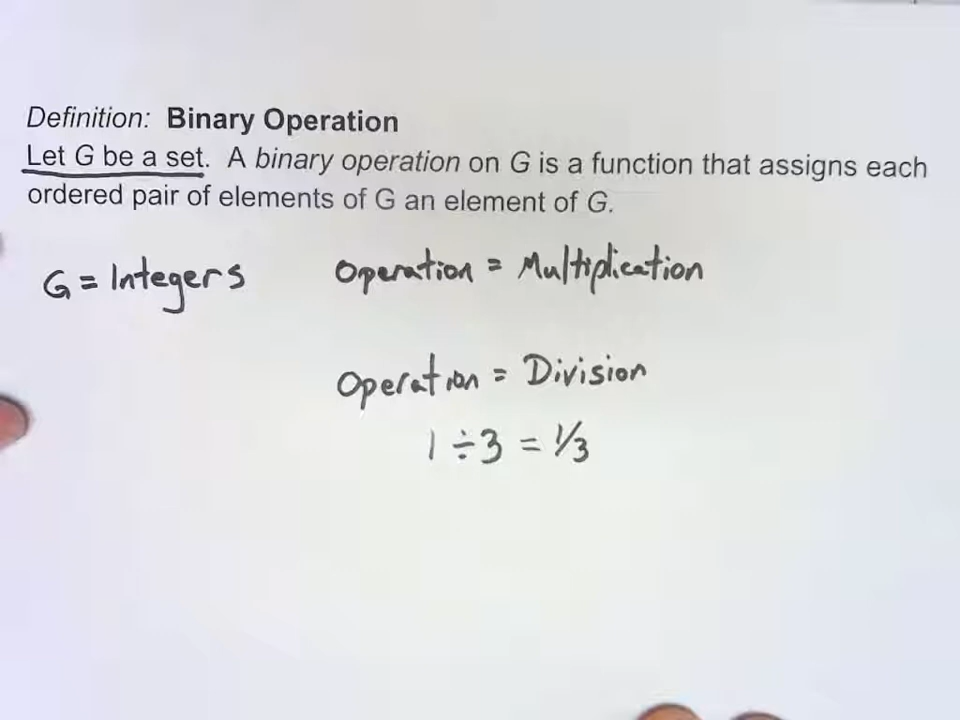 Definition: Binary Operation
Let G be a set. A binary operation on G is a function that assigns each
ordered pair of elements of G an element of G.
G = Integers Operation = Multiplication
Operation = Division
1 ÷ 3 = 1/3